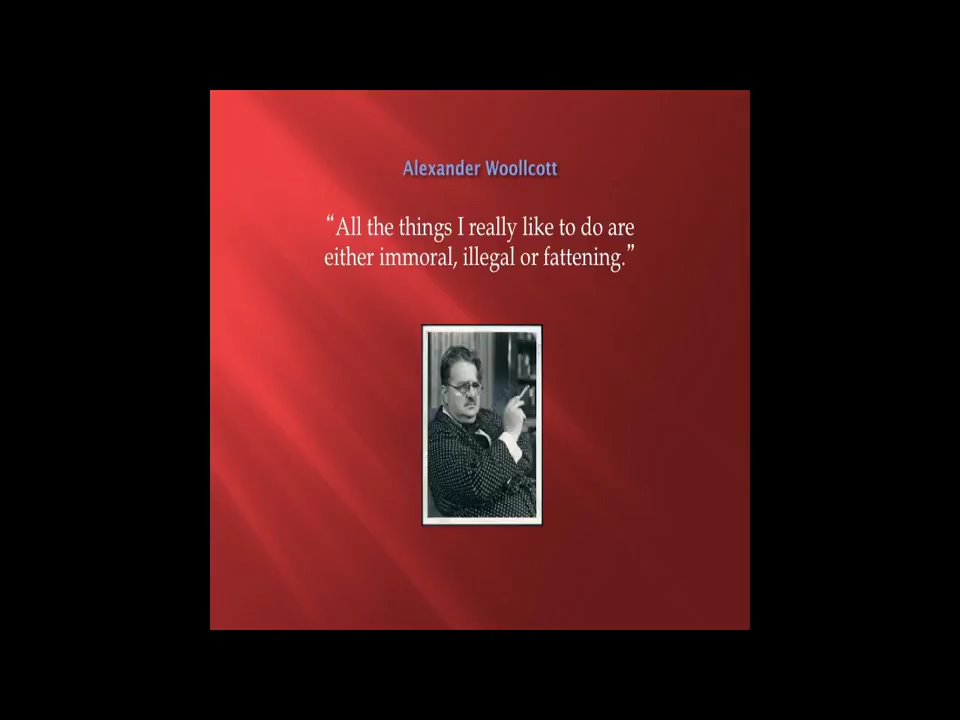 Alexander Woollcott
“All the things I really like to do are
either immoral, illegal or fattening.”